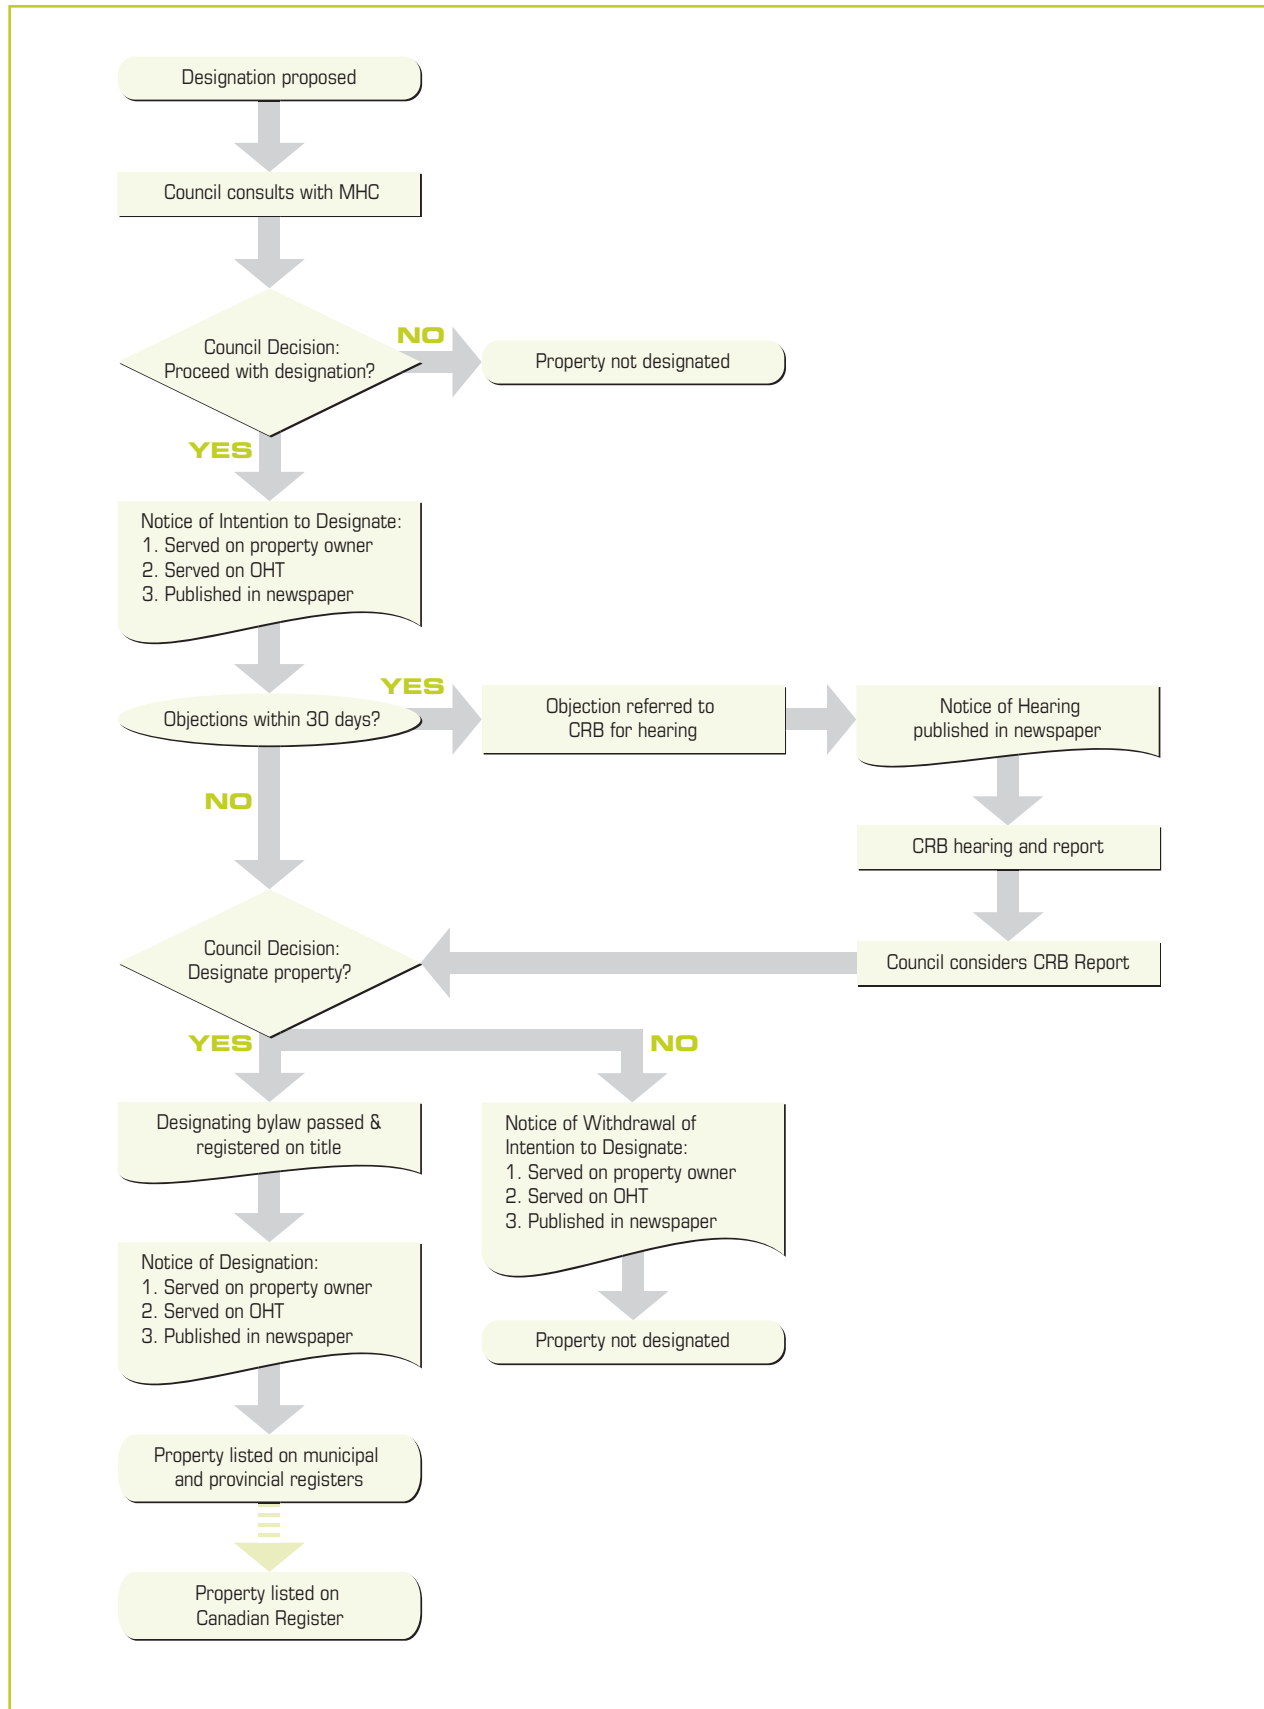 Designation proposed
Council consults with MHC
Council Decision:
Proceed with designation?
NO
Property not designated
YES
Notice of Intention to Designate:
1. Served on property owner
2. Served on OHT
3. Published in newspaper
Objections within 30 days?
YES
Objection referred to
CRB for hearing
Notice of Hearing
published in newspaper
CRB hearing and report
Council considers CRB Report
NO
Council Decision:
Designate property?
YES
NO
Designating bylaw passed &
registered on title
Notice of Designation:
1. Served on property owner
2. Served on OHT
3. Published in newspaper
Notice of Withdrawal of
Intention to Designate:
1. Served on property owner
2. Served on OHT
3. Published in newspaper
Property not designated
Property listed on municipal
and provincial registers
Property listed on
Canadian Register